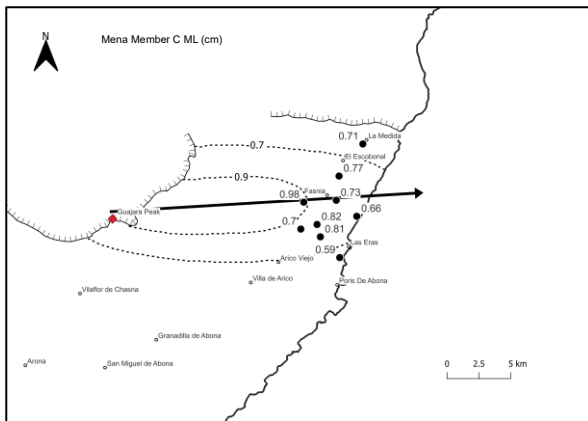 N
Mena Member C ML (cm)
0.71
La Medida
0.7
El Escobonal
0.77
0.9
Fasnia
0.98
0.73
Guajara Peak
0.66
0.82
0.7
0.81
Las Eras
0.59
Arico Viejo
Villa de Arico
Poris De Abona
Vilaflor de Chasna
Granadilla de Abona
Arona
San Miguel de Abona
0 2.5 5 km